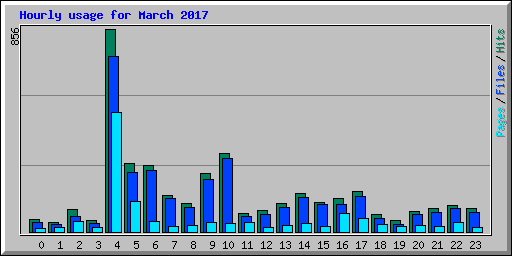 Hourly usage for March 2017
856
Pages / Files / Hits
0 1 2 3 4 5 6 7 8 9 10 11 12 13 14 15 16 17 18 19 20 21 22 23